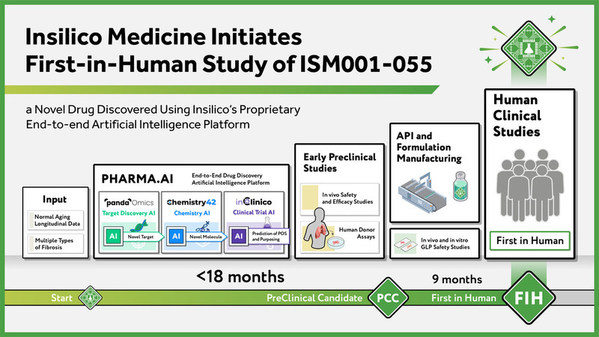 Insilico Medicine Initiates
First-in-Human Study of ISM001-055
a Novel Drug Discovered Using Insilico's Proprietary
End-to-end Artificial Intelligence Platform
Input
Normal Aging
Longitudinal Data
Multiple Types
of Fibrosis
PHARMA.AI
End-to-End Drug Discovery
Artificial Intelligence Platform
pandaOmics
Target Discovery AI
AI
Novel Target
Chemistry42
Chemistry AI
AI
Novel Molecule
inClinico
Clinical Trial AI
AI
Prediction of POS
and Purposing
Early Preclinical
Studies
In vivo Safety
and Efficacy Studies
Human Donor
Assays
API and
Formulation
Manufacturing
In vivo and in vitro
GLP Safety Studies
Human
Clinical
Studies
First in Human
<18 months
9 months
Start
PreClinical Candidate
PCC
First in Human
FIH